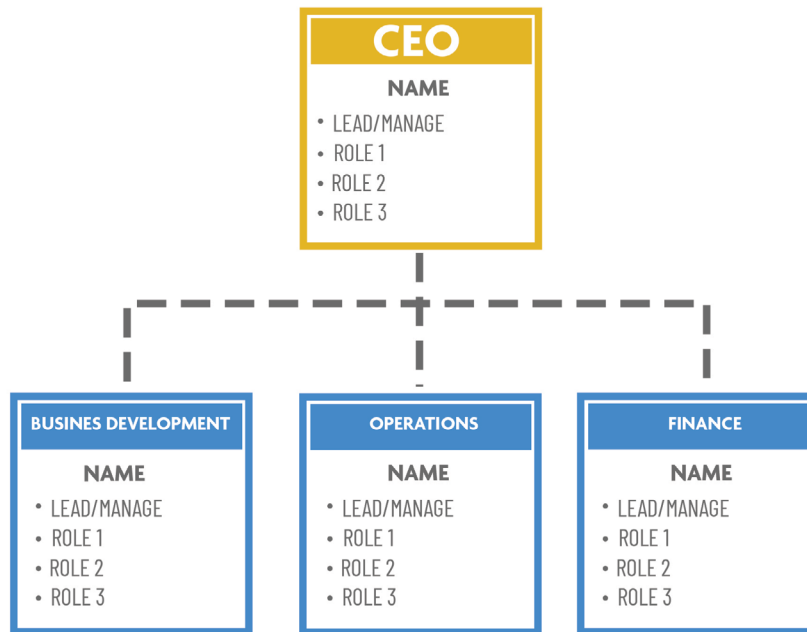 CEO
NAME
• LEAD/MANAGE
• ROLE 1
• ROLE 2
• ROLE 3
BUSINES DEVELOPMENT
NAME
• LEAD/MANAGE
• ROLE 1
• ROLE 2
• ROLE 3
OPERATIONS
NAME
• LEAD/MANAGE
• ROLE 1
• ROLE 2
• ROLE 3
FINANCE
NAME
• LEAD/MANAGE
• ROLE 1
• ROLE 2
• ROLE 3